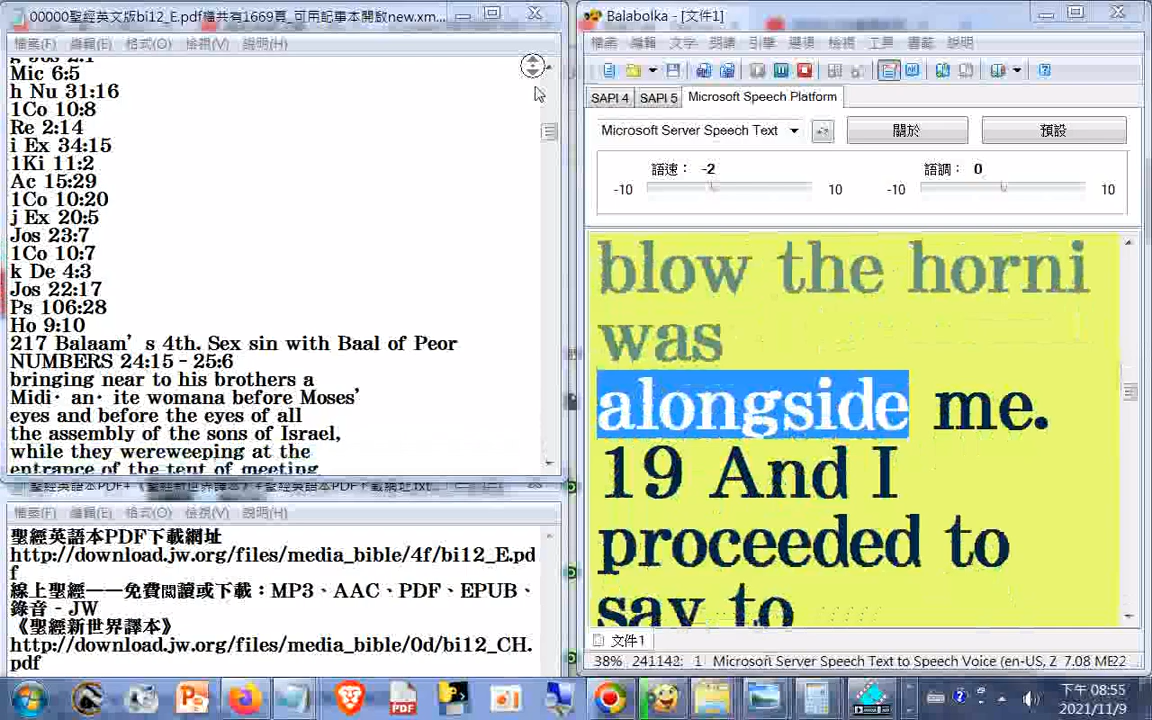 00000聖經英文版bi12_E.pdf檔共有1669頁_可用記事本開啟new.xm...
檔案(F) 編輯(E) 格式(O) 檢視(V) 說明(H)
g Jos 2:1
Mic 6:5
h Nu 31:16
1Co 10:8
Re 2:14
i Ex 34:15
1Ki 11:2
Ac 15:29
1Co 10:20
j Ex 20:5
Jos 23:7
1Co 10:7
k De 4:3
Jos 22:17
Ps 106:28
Ho 9:10
217 Balaam’s 4th. Sex sin with Baal of Peor
NUMBERS 24:15–25:6
bringing near to his brothers a
Midi·an·ite womana before Moses’
eyes and before the eyes of all
the assembly of the sons of Israel,
while they wereweeping at the
entrance of the tent of meeting
檔案(F) 編輯(E) 格式(O) 檢視(V) 說明(H)
聖經英語本PDF下載網址
http://download.jw.org/files/media_bible/4f/bi12_E.pd
f
線上聖經——免費閱讀或下載：MP3、AAC、PDF、EPUB、
錄音 - JW
《聖經新世界譯本》
http://download.jw.org/files/media_bible/0d/bi12_CH.
pdf
Balabolka - [文件1]
檔案 編輯 文字 朗讀 引擎 選項 檢視 工具 書籤 說明
SAPI 4 SAPI 5 Microsoft Speech Platform
Microsoft Server Speech Text 關於 預設
語速： -2 語調： 0
-10 10 -10 10
blow the horni
was
alongside me.
19 And I
proceeded to
say to
文件1
38% 241142: 1 Microsoft Server Speech Text to Speech Voice (en-US, Z 7.08 ME22
下午 08:55
2021/11/9